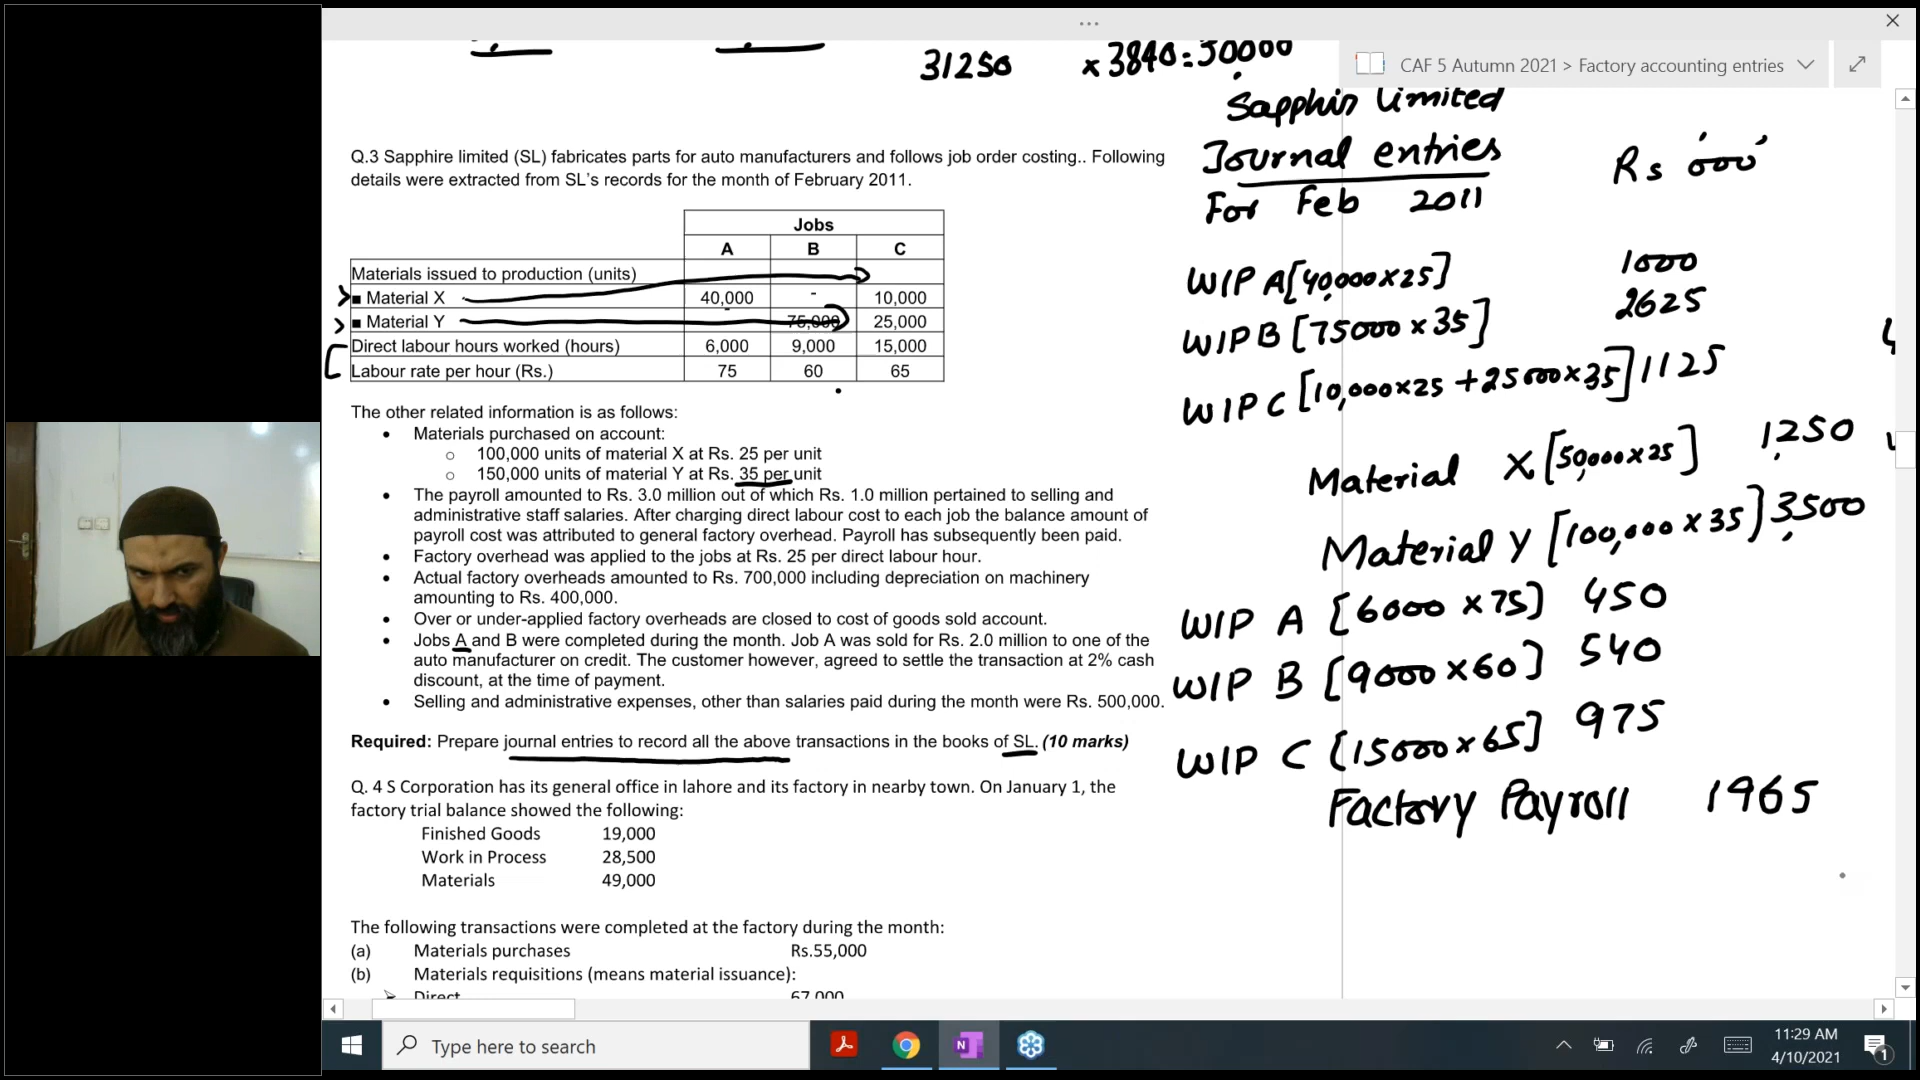 31250 x3840=30000
CAF 5 Autumn 2021 > Factory accounting entries
Q.3 Sapphire limited (SL) fabricates parts for auto manufacturers and follows job order costing.. Following
details were extracted from SL's records for the month of February 2011.
Jobs
A B C
Materials issued to production (units)
■ Material X 40,000 - 10,000
■ Material Y - 75,000 25,000
Direct labour hours worked (hours) 6,000 9,000 15,000
Labour rate per hour (Rs.) 75 60 65
The other related information is as follows:
• Materials purchased on account:
o 100,000 units of material X at Rs. 25 per unit
o 150,000 units of material Y at Rs. 35 per unit
• The payroll amounted to Rs. 3.0 million out of which Rs. 1.0 million pertained to selling and
administrative staff salaries. After charging direct labour cost to each job the balance amount of
payroll cost was attributed to general factory overhead. Payroll has subsequently been paid.
• Factory overhead was applied to the jobs at Rs. 25 per direct labour hour.
• Actual factory overheads amounted to Rs. 700,000 including depreciation on machinery
amounting to Rs. 400,000.
• Over or under-applied factory overheads are closed to cost of goods sold account.
• Jobs A and B were completed during the month. Job A was sold for Rs. 2.0 million to one of the
auto manufacturer on credit. The customer however, agreed to settle the transaction at 2% cash
discount, at the time of payment.
• Selling and administrative expenses, other than salaries paid during the month were Rs. 500,000.
Required: Prepare journal entries to record all the above transactions in the books of SL. (10 marks)
Q. 4 S Corporation has its general office in lahore and its factory in nearby town. On January 1, the
factory trial balance showed the following:
Finished Goods 19,000
Work in Process 28,500
Materials 49,000
The following transactions were completed at the factory during the month:
(a) Materials purchases Rs.55,000
(b) Materials requisitions (means material issuance):
➢ Direct 67,000
Sapphir Limited
Journal entries
For Feb 2011
Rs '000'
WIP A[40,000x25] 1000
WIP B [75000 x 35] 2625
WIP C [10,000x25 + 25000x35] 1125
Material X [50,000x25] 1,250
Material Y [100,000 x 35] 3,500
WIP A [6000 x75] 450
WIP B [9000 x60] 540
WIP C [15000x65] 975
Factory Payroll 1965
Type here to search
11:29 AM
4/10/2021
1